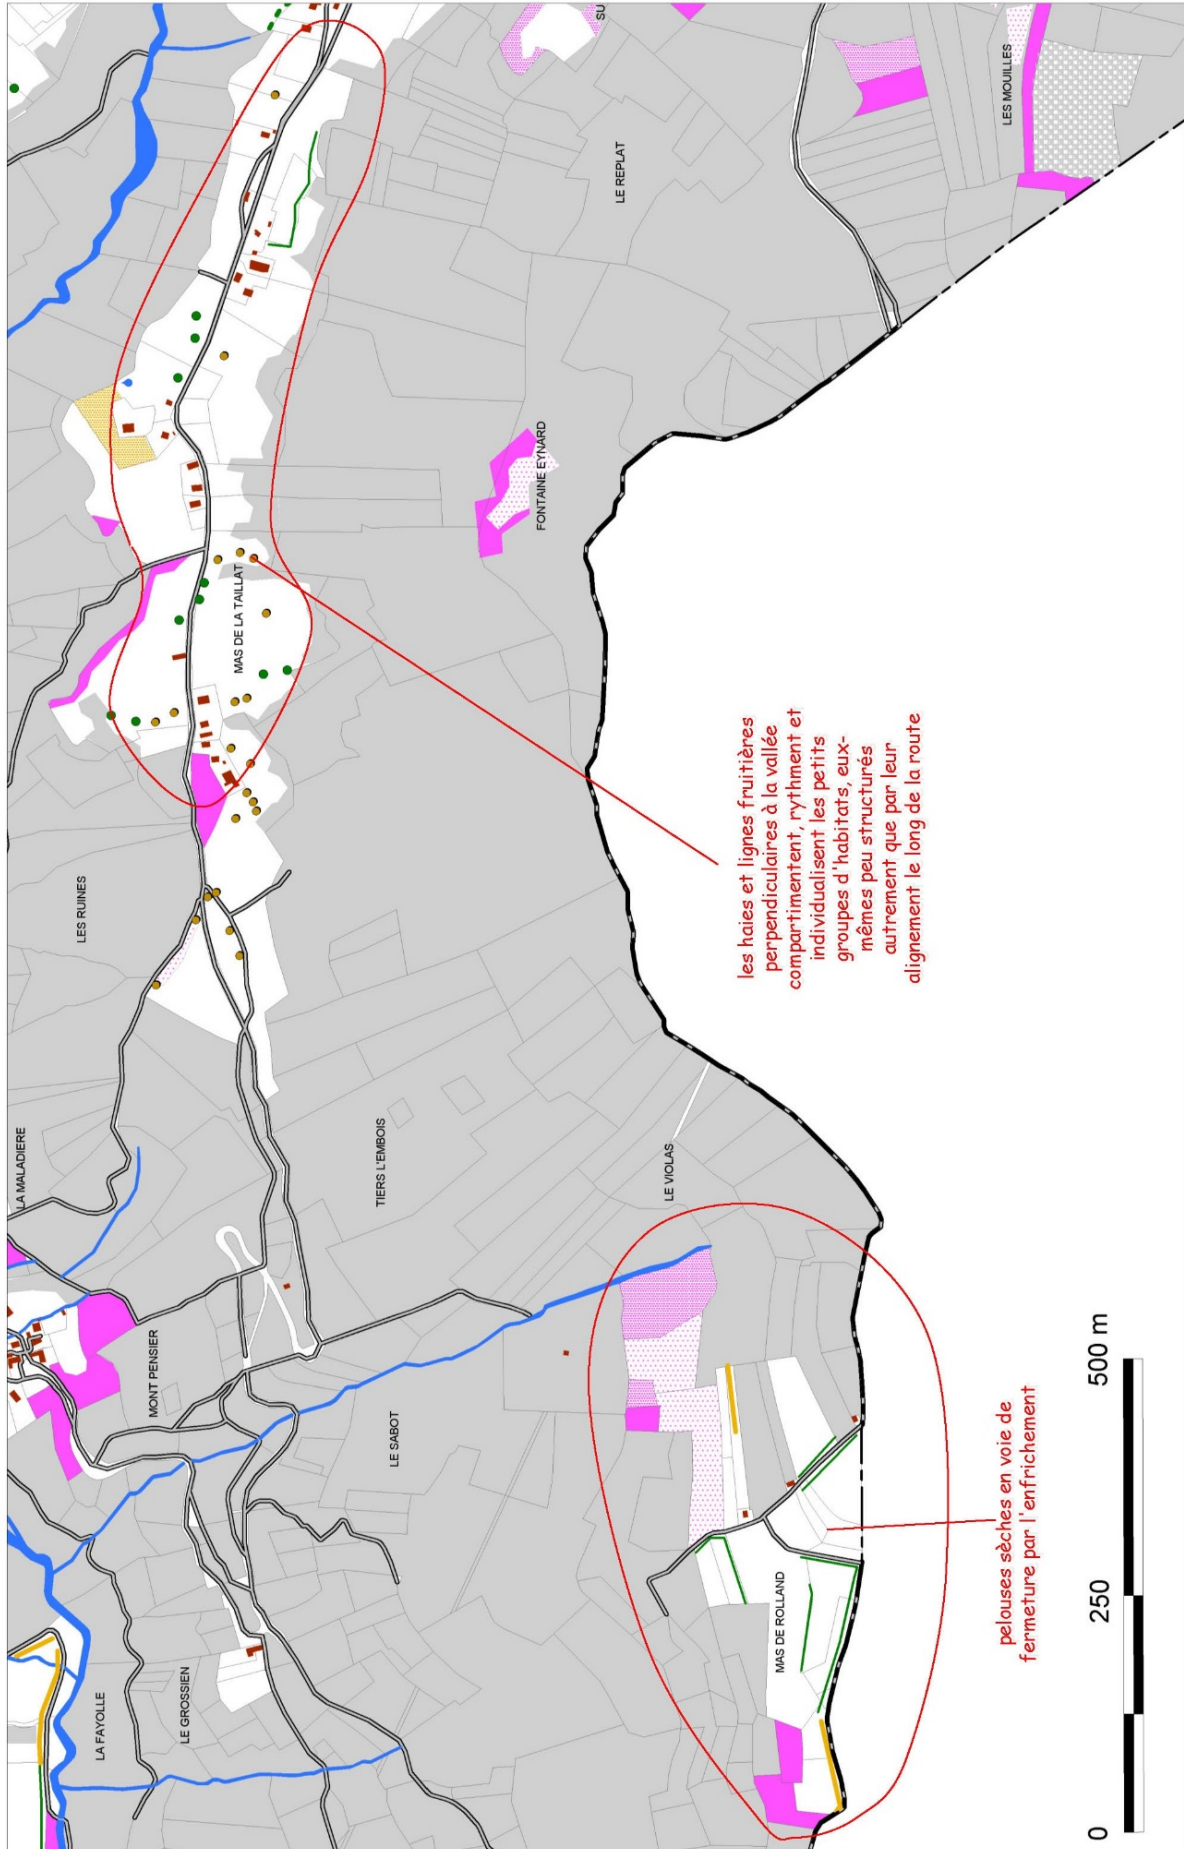 SU
LES MOUILLES
LE REPLAT
FONTAINE EYNARD
MAS DE LA TAILLAT
LES RUINES
LA MALADIERE
TIERS L'EMBOIS
LE VIOLAS
MONT PENSIER
LE SABOT
LA FAYOLLE
LE GROSSIEN
MAS DE ROLLAND
les haies et lignes fruitières
perpendiculaires à la vallée
compartimentent, rythment et
individualisent les petits
groupes d'habitats, eux-
mêmes peu structurés
autrement que par leur
alignement le long de la route
pelouses sèches en voie de
fermeture par l'enfrichement
0 250 500 m